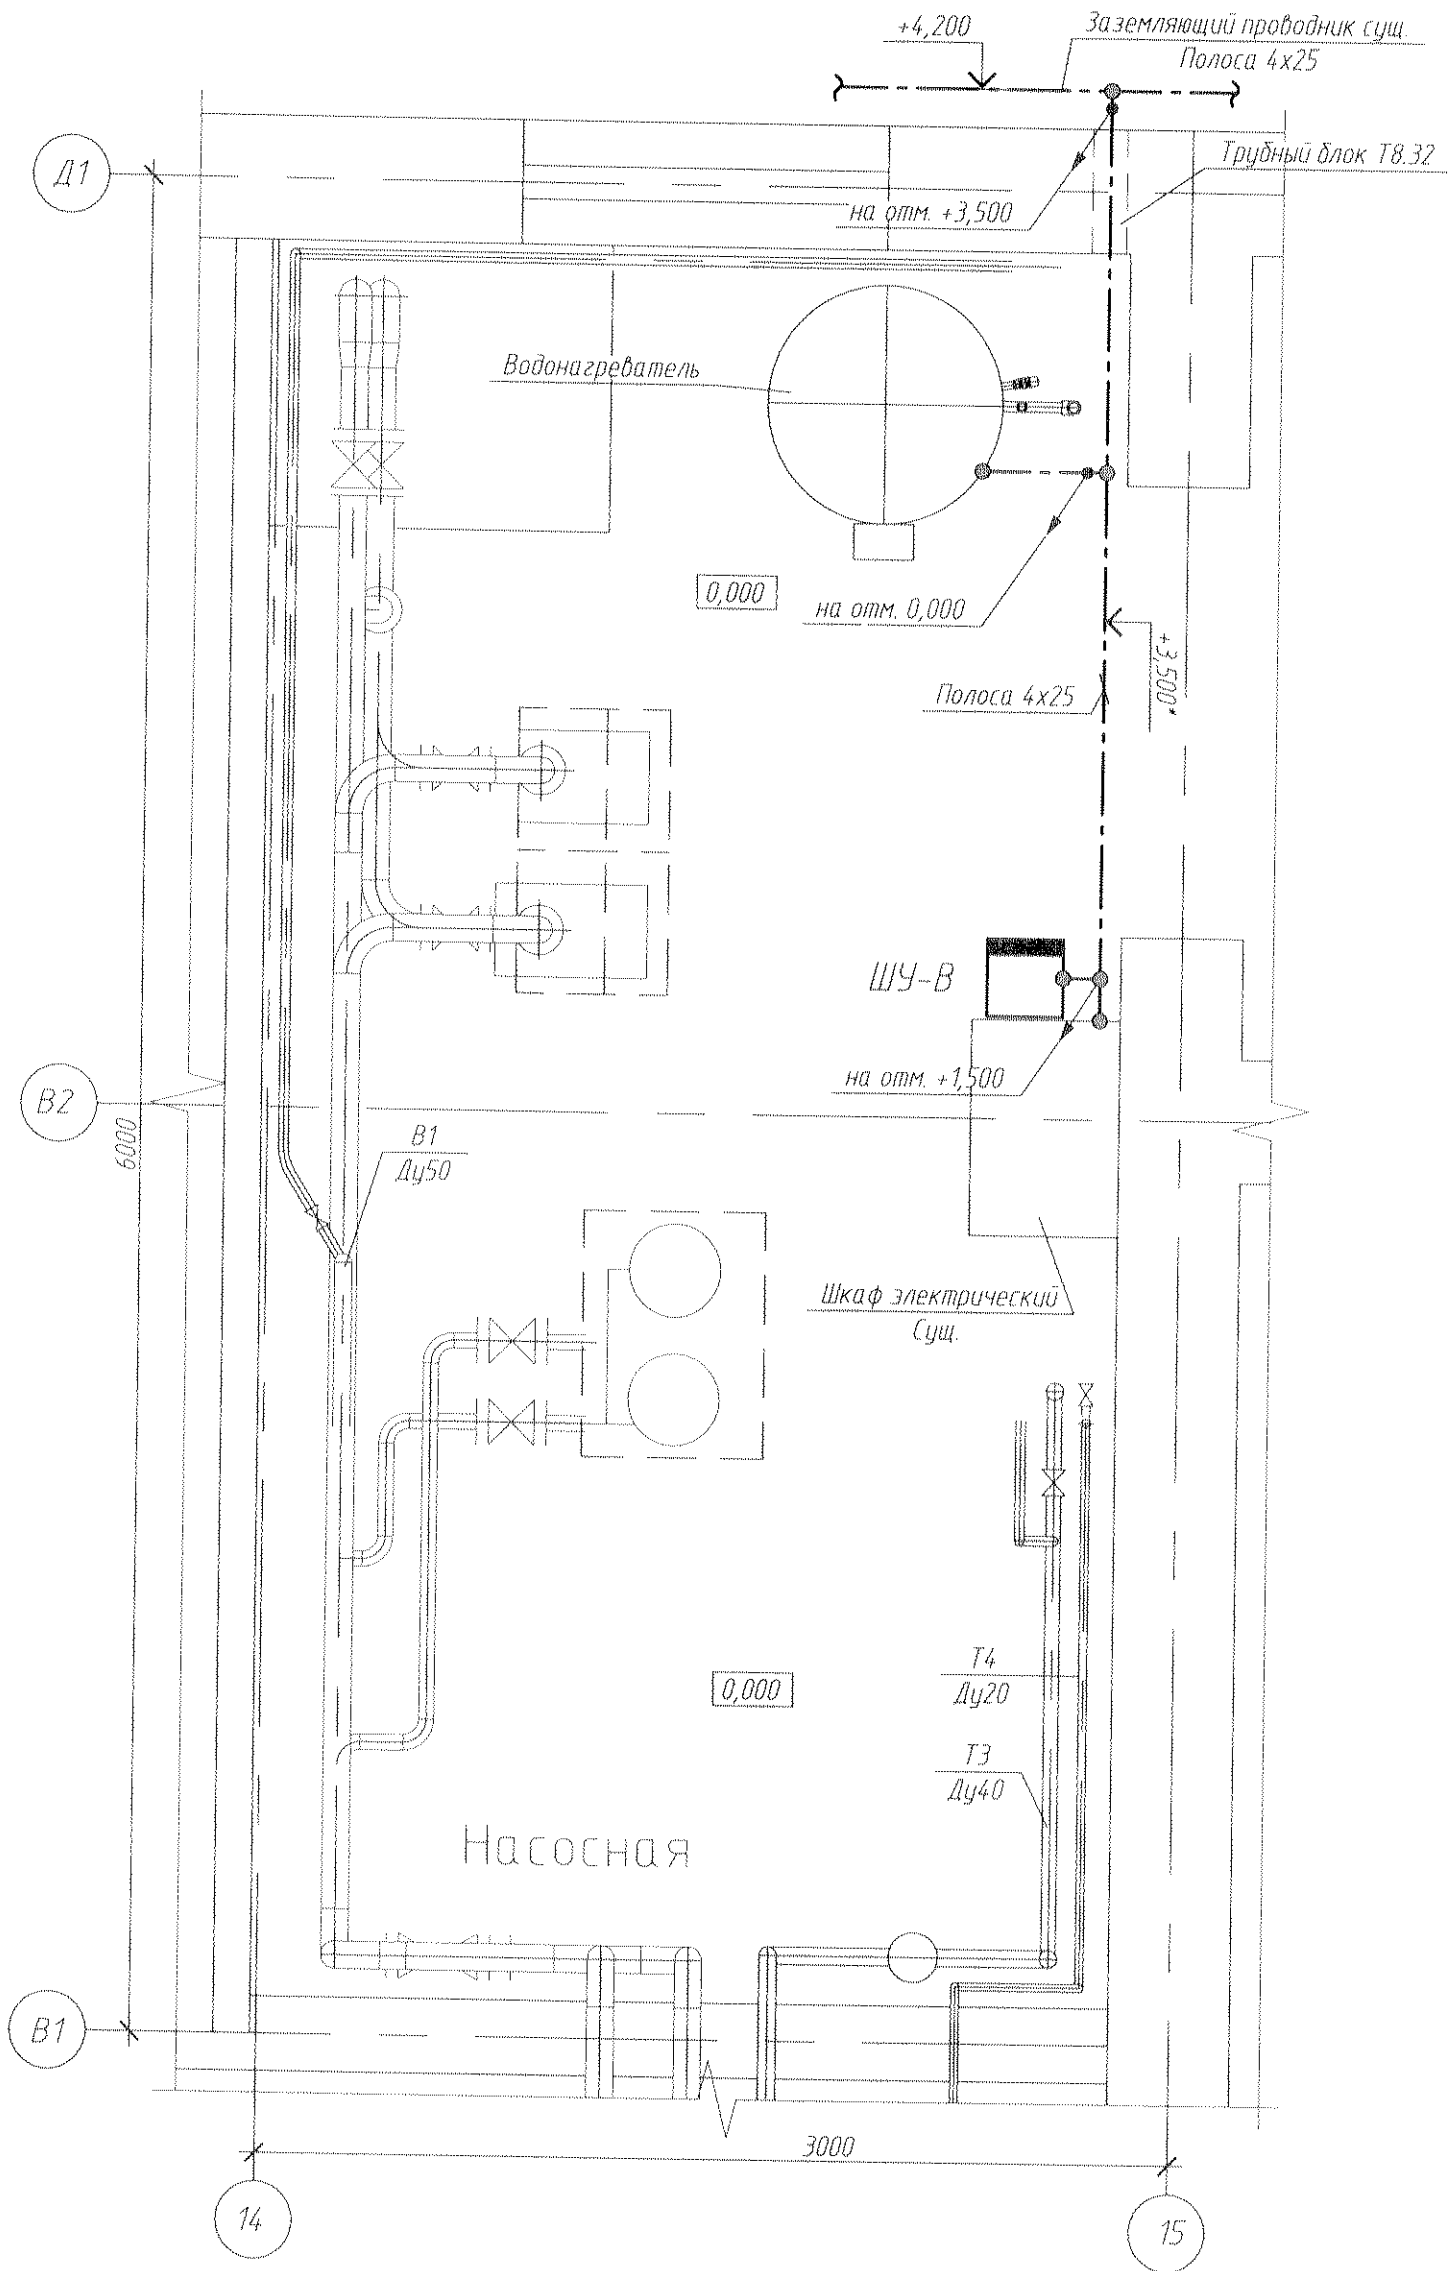 +4,200
Заземляющий проводник сущ.
Полоса 4х25
Д1
Трубный блок Т8.32
на отм. +3,500
Водонагреватель
0,000
на отм. 0,000
+3,500*
Полоса 4х25
ШУ-В
на отм. +1,500
В2
6000
В1
Ду50
Шкаф электрический
Сущ.
0,000
Т4
Ду20
Т3
Ду40
Насосная
В1
3000
14
15